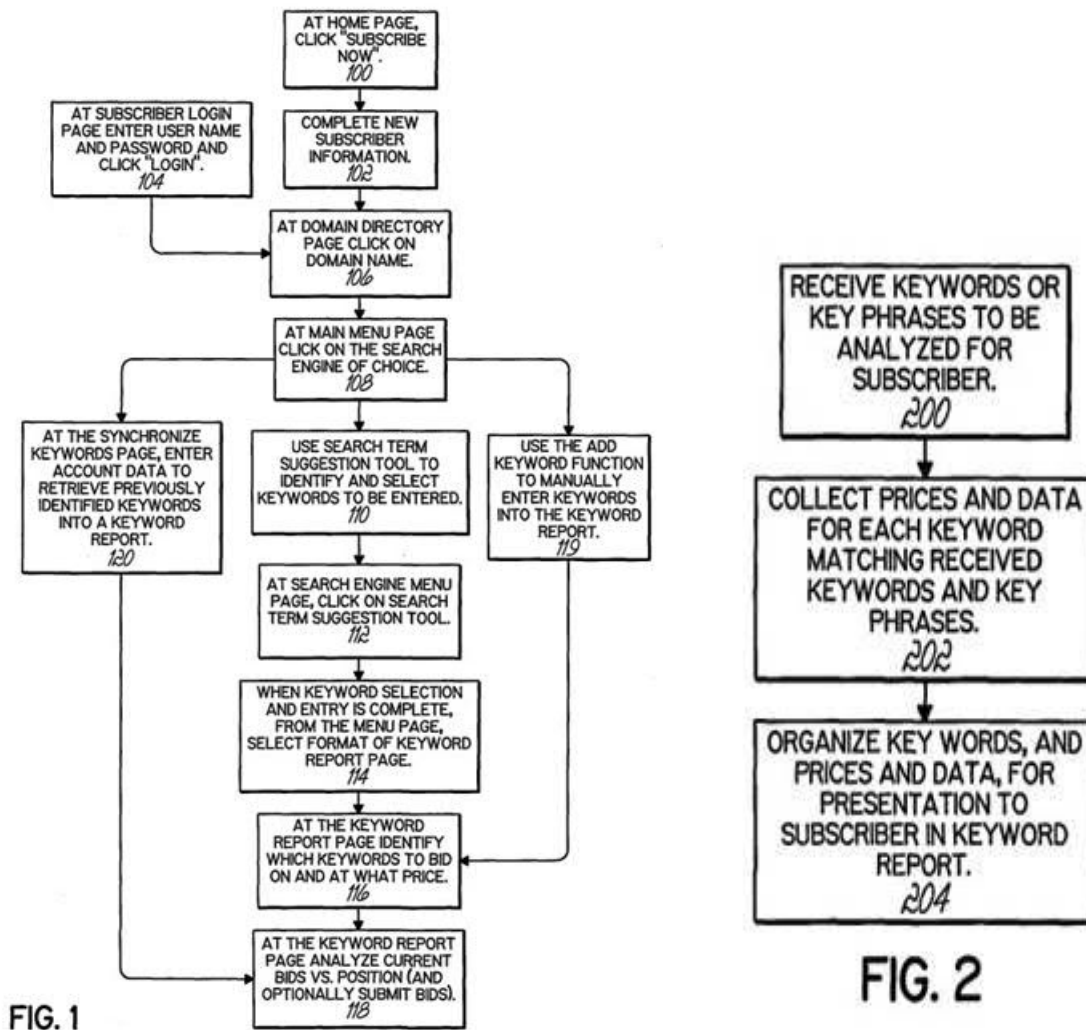 AT HOME PAGE,
CLICK "SUBSCRIBE
NOW".
100
AT SUBSCRIBER LOGIN
PAGE ENTER USER NAME
AND PASSWORD AND
CLICK "LOGIN".
104
COMPLETE NEW
SUBSCRIBER
INFORMATION.
102
AT DOMAIN DIRECTORY
PAGE CLICK ON
DOMAIN NAME.
106
AT MAIN MENU PAGE
CLICK ON THE SEARCH
ENGINE OF CHOICE.
108
AT THE SYNCHRONIZE
KEYWORDS PAGE, ENTER
ACCOUNT DATA TO
RETRIEVE PREVIOUSLY
IDENTIFIED KEYWORDS
INTO A KEYWORD
REPORT.
120
USE SEARCH TERM
SUGGESTION TOOL TO
IDENTIFY AND SELECT
KEYWORDS TO BE ENTERED.
110
USE THE ADD
KEYWORD FUNCTION
TO MANUALLY
ENTER KEYWORDS
INTO THE KEYWORD
REPORT.
119
AT SEARCH ENGINE MENU
PAGE, CLICK ON SEARCH
TERM SUGGESTION TOOL.
112
WHEN KEYWORD SELECTION
AND ENTRY IS COMPLETE,
FROM THE MENU PAGE,
SELECT FORMAT OF KEYWORD
REPORT PAGE.
114
AT THE KEYWORD
REPORT PAGE IDENTIFY
WHICH KEYWORDS TO BID
ON AND AT WHAT PRICE.
116
AT THE KEYWORD REPORT
PAGE ANALYZE CURRENT
BIDS VS. POSITION (AND
OPTIONALLY SUBMIT BIDS).
118
FIG. 1
RECEIVE KEYWORDS OR
KEY PHRASES TO BE
ANALYZED FOR
SUBSCRIBER.
200
COLLECT PRICES AND DATA
FOR EACH KEYWORD
MATCHING RECEIVED
KEYWORDS AND KEY
PHRASES.
202
ORGANIZE KEY WORDS, AND
PRICES AND DATA, FOR
PRESENTATION TO
SUBSCRIBER IN KEYWORD
REPORT.
204
FIG. 2